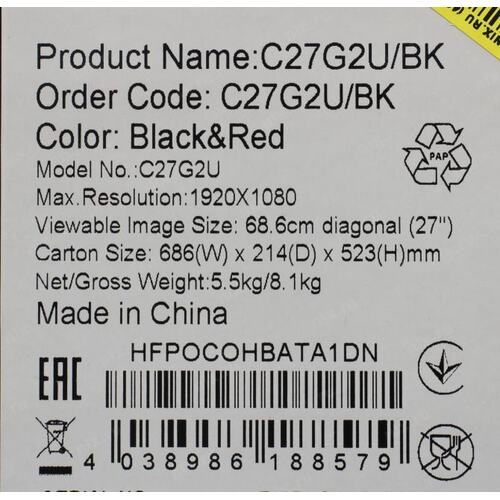 Product Name:C27G2U/BK
Order Code: C27G2U/BK
Color: Black&Red
Model No.:C27G2U
Max.Resolution:1920X1080
Viewable Image Size: 68.6cm diagonal (27")
Carton Size: 686(W) x 214(D) x 523(H)mm
Net/Gross Weight:5.5kg/8.1kg
Made in China
PAP
HFPOCOHBATA1DN
EAC
4 038986 188579